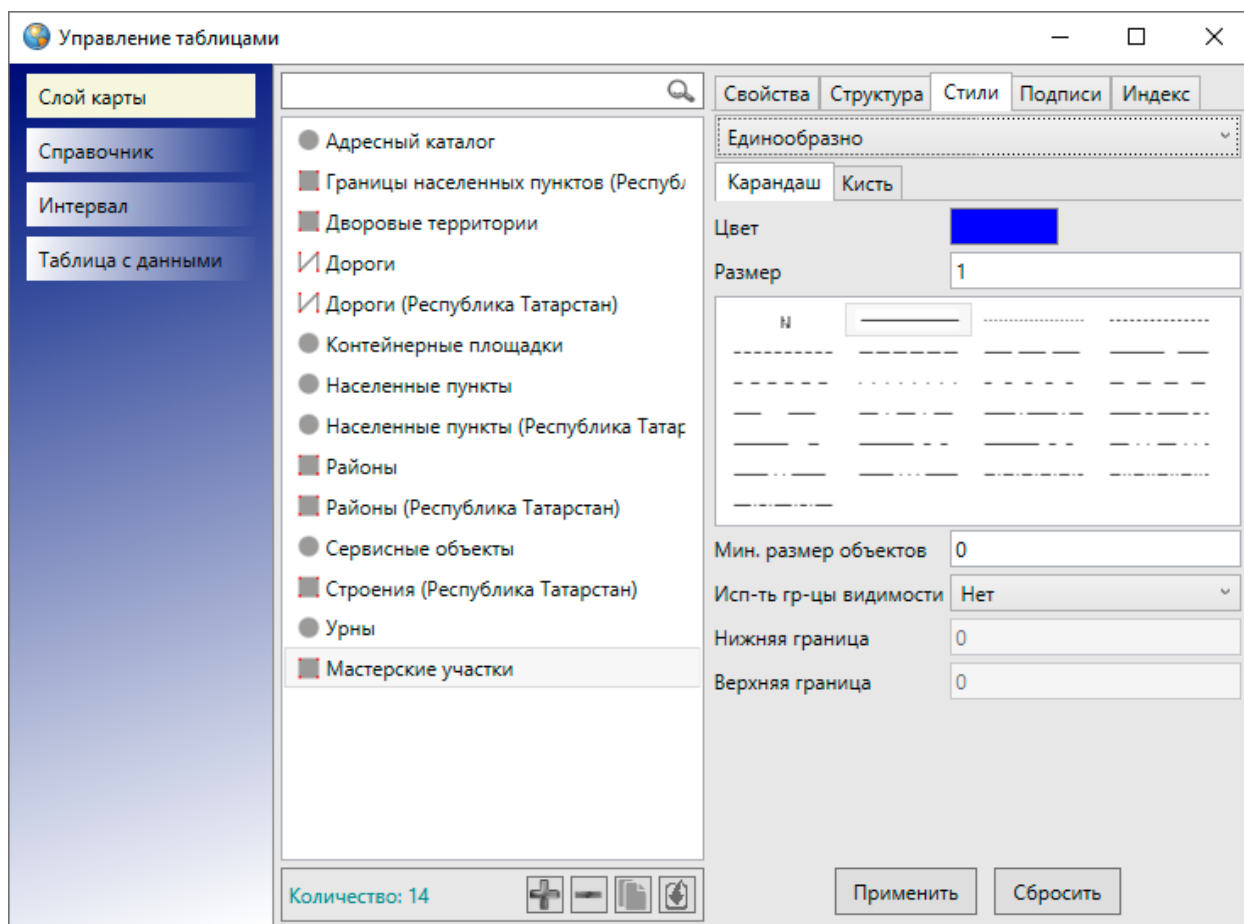 Управление таблицами
Слой карты
Справочник
Интервал
Таблица с данными
Адресный каталог
Границы населенных пунктов (Республ
Дворовые территории
Дороги
Дороги (Республика Татарстан)
Контейнерные площадки
Населенные пункты
Населенные пункты (Республика Татар
Районы
Районы (Республика Татарстан)
Сервисные объекты
Строения (Республика Татарстан)
Урны
Мастерские участки
Количество: 14
Свойства Структура Стили Подписи Индекс
Единообразно
Карандаш Кисть
Цвет
Размер 1
N
Мин. размер объектов 0
Исп-ть гр-цы видимости Нет
Нижняя граница 0
Верхняя граница 0
Применить Сбросить